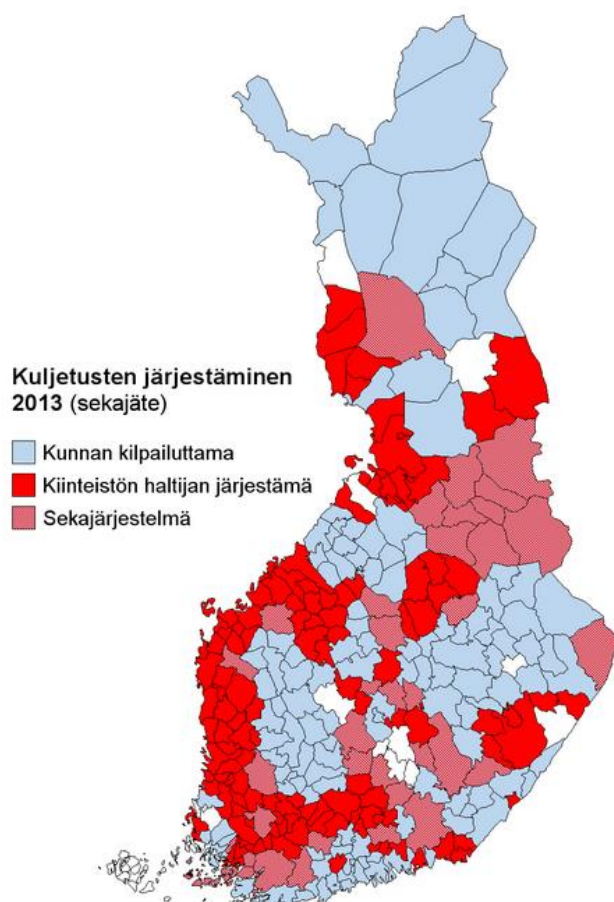 Kuljetusten järjestäminen
2013 (sekajäte)
Kunnan kilpailuttama
Kiinteistön haltijan järjestämä
Sekajärjestelmä